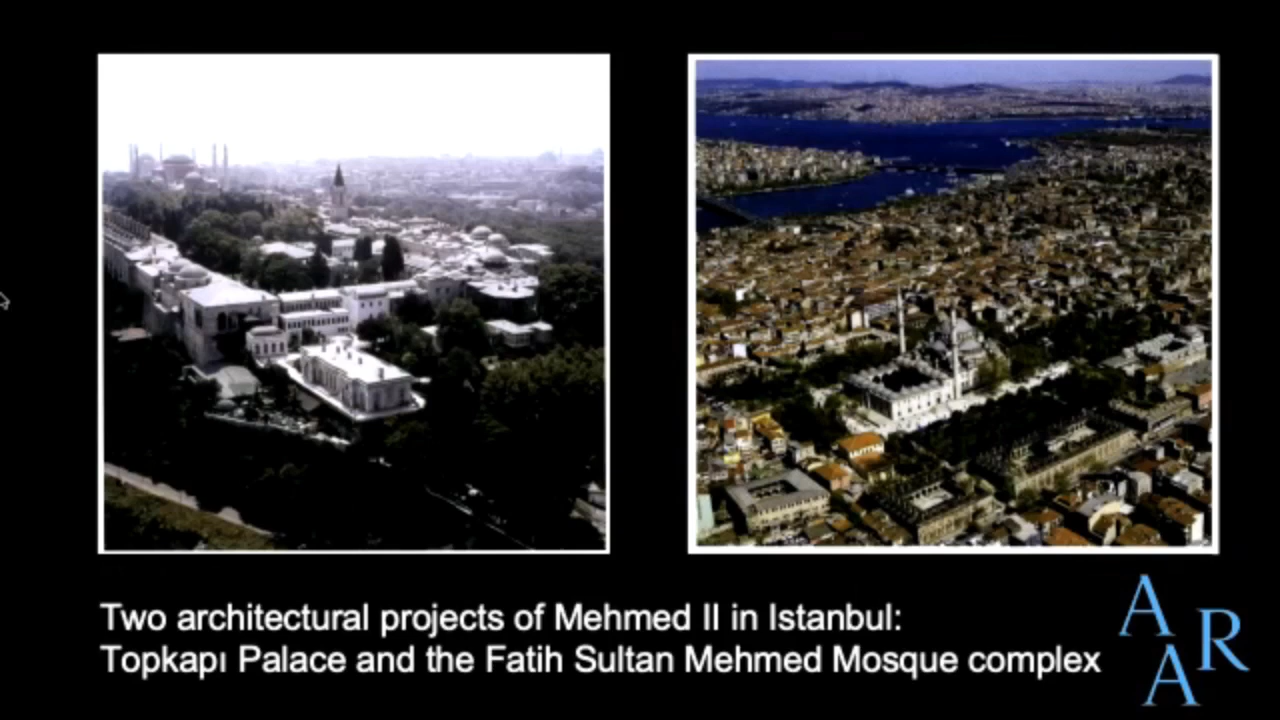 Two architectural projects of Mehmed II in Istanbul:
Topkapı Palace and the Fatih Sultan Mehmed Mosque complex
A
R
A